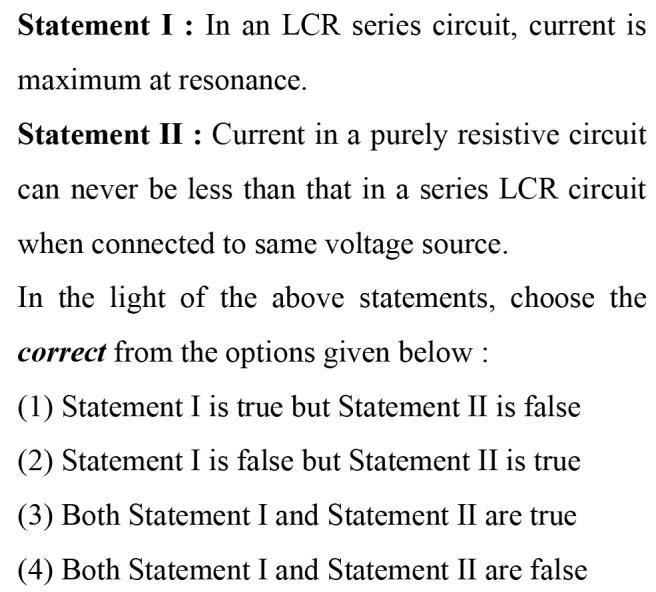 Statement I : In an LCR series circuit, current is
maximum at resonance.
Statement II : Current in a purely resistive circuit
can never be less than that in a series LCR circuit
when connected to same voltage source.
In the light of the above statements, choose the
correct from the options given below :
(1) Statement I is true but Statement II is false
(2) Statement I is false but Statement II is true
(3) Both Statement I and Statement II are true
(4) Both Statement I and Statement II are false